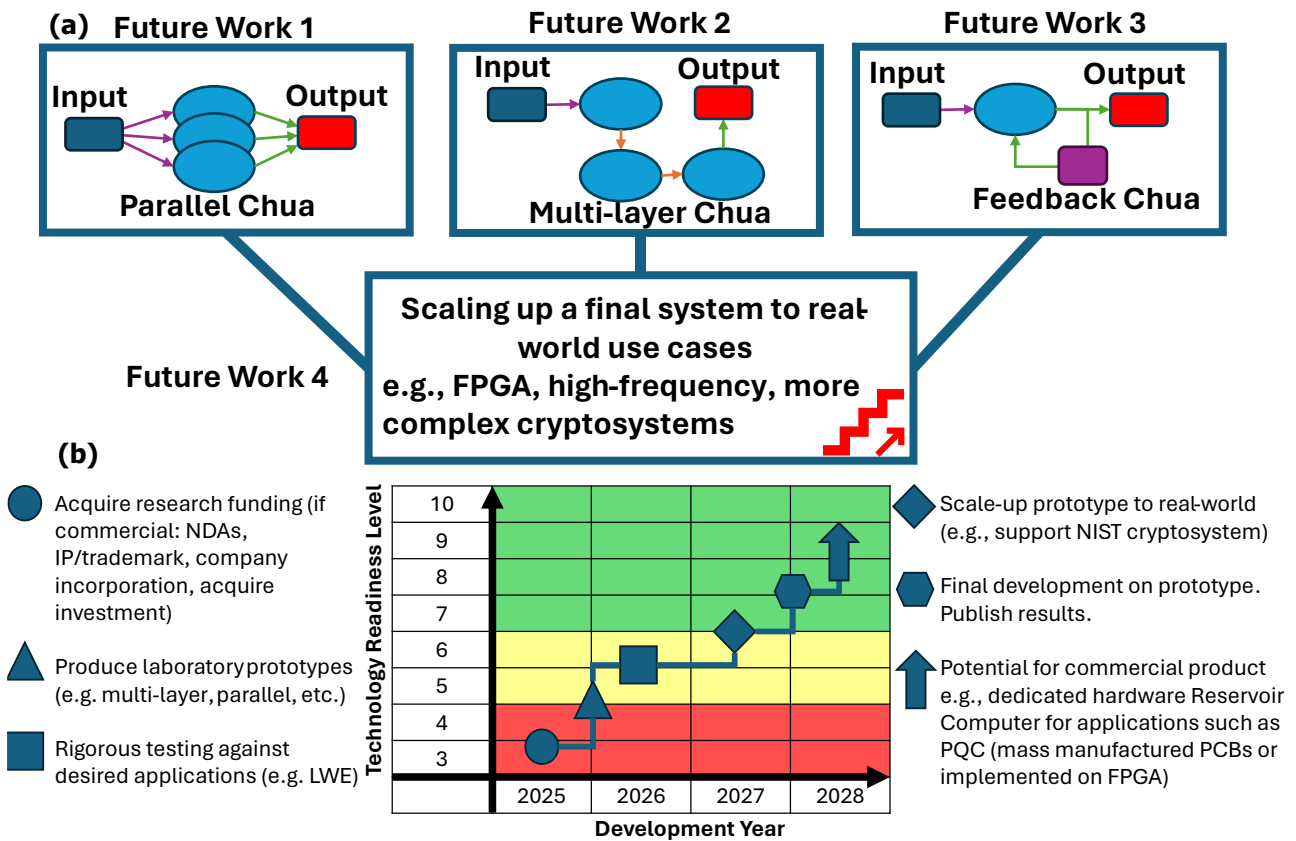 (a)
Future Work 1
Future Work 2
Future Work 3
Input
Output
Parallel Chua
Input
Output
Multi-layer Chua
Input
Output
Feedback Chua
Future Work 4
Scaling up a final system to real-
world use cases
e.g., FPGA, high-frequency, more
complex cryptosystems
(b)
Acquire research funding (if
commercial: NDAs,
IP/trademark, company
incorporation, acquire
investment)
Produce laboratory prototypes
(e.g. multi-layer, parallel, etc.)
Rigorous testing against
desired applications (e.g. LWE)
Technology Readiness Level
10
9
8
7
6
5
4
3
2025
2026
2027
2028
Development Year
Scale-up prototype to real-world
(e.g., support NIST cryptosystem)
Final development on prototype.
Publish results.
Potential for commercial product
e.g., dedicated hardware Reservoir
Computer for applications such as
PQC (mass manufactured PCBs or
implemented on FPGA)